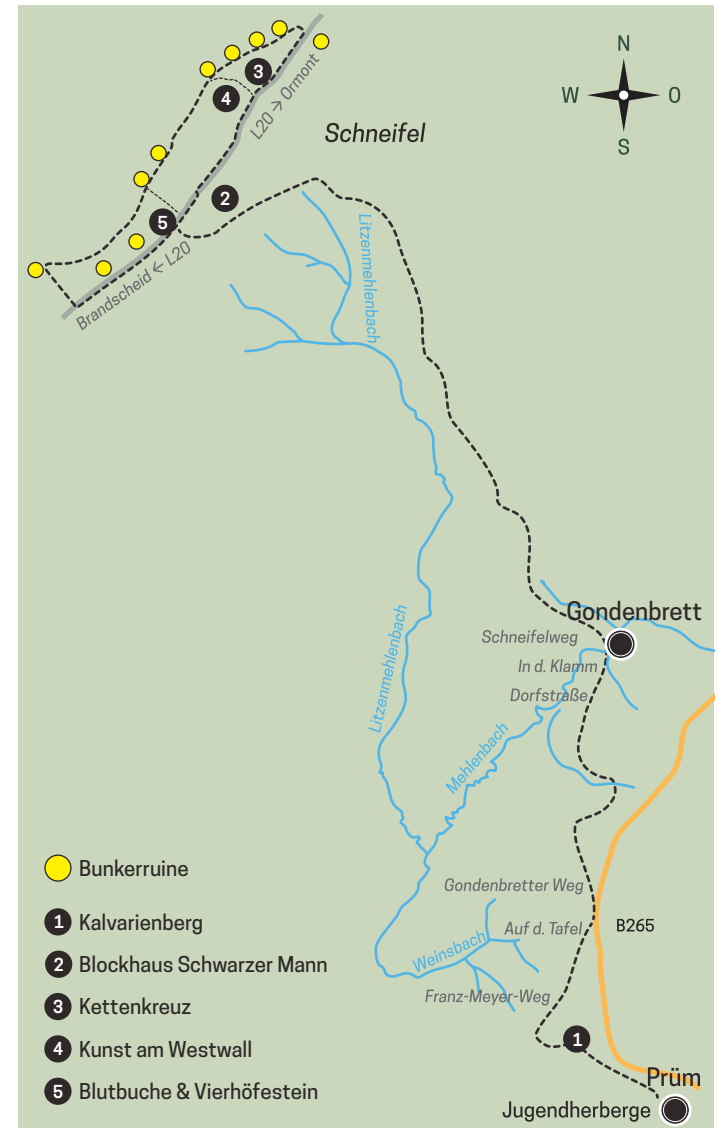 N
W
O
S
3
4
2
5
L20 → Ormont
Schneifel
Brandscheid ← L20
Litzenmehlenbach
Litzenmehlenbach
Gondenbrett
Schneifelweg
In d. Klamm
Dorfstraße
Mehlenbach
Gondenbretter Weg
Auf d. Tafel
B265
Weinsbach
Franz-Meyer-Weg
1
Prüm
Jugendherberge
Bunkerruine
1 Kalvarienberg
2 Blockhaus Schwarzer Mann
3 Kettenkreuz
4 Kunst am Westwall
5 Blutbuche & Vierhöfestein